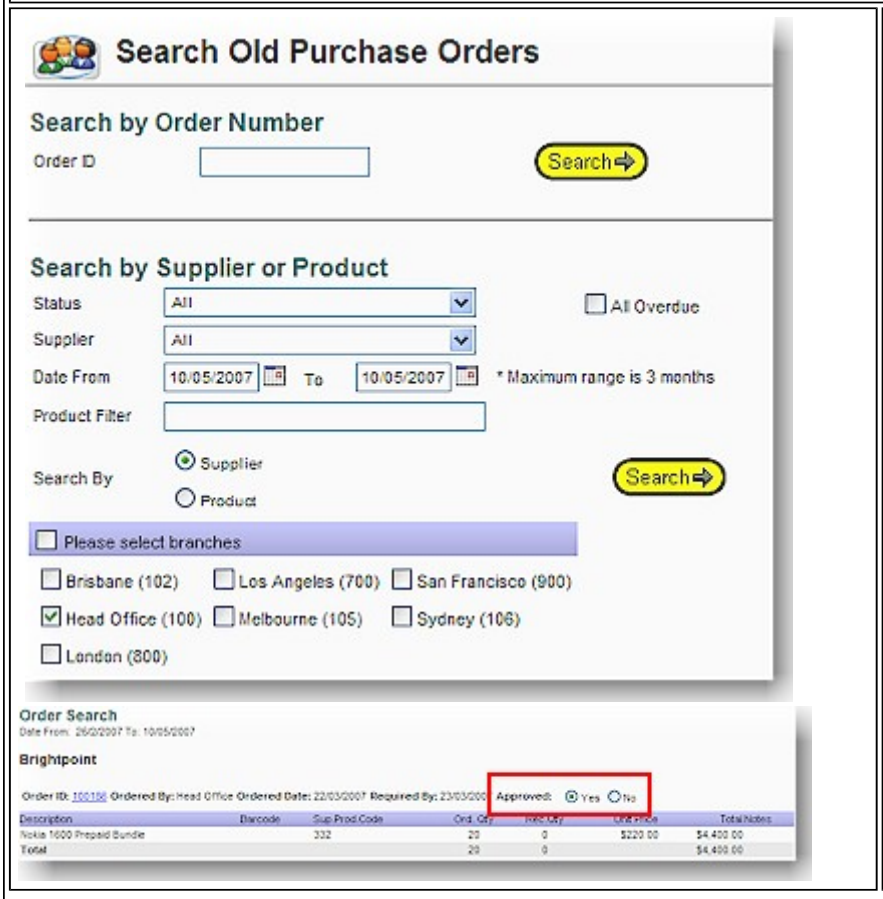 Search Old Purchase Orders
Search by Order Number
Order ID Search
Search by Supplier or Product
Status All All Overdue
Supplier All
Date From 10/05/2007 To 10/05/2007 * Maximum range is 3 months
Product Filter
Supplier
Search By Search
Product
Please select branches
Brisbane (102) Los Angeles (700) San Francisco (900)
Head Office (100) Melbourne (105) Sydney (106)
London (800)
Order Search
Date From: 26/2/2007 To: 10/05/2007
Brightpoint
Order ID: 100186 Ordered By: Head Office Ordered Date: 22/03/2007 Required By: 23/03/200 Approved: Yes No
Description Barcode Sup.Prod.Code Ord. Qty Rec.Qty Unit Price Total Notes
Nokia 1600 Prepaid Bundle 332 20 0 $220.00 $4,400.00
Total 20 0 $4,400.00